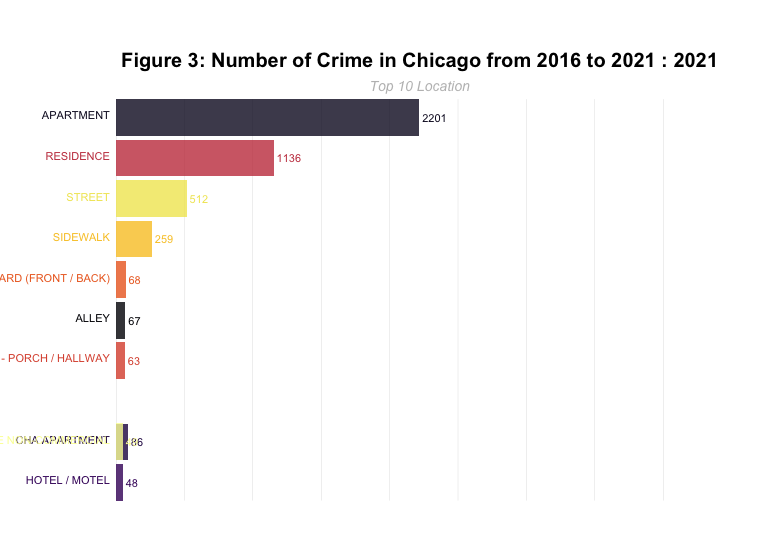 Figure 3: Number of Crime in Chicago from 2016 to 2021 : 2021
Top 10 Location
APARTMENT 2201
RESIDENCE 1136
STREET 512
SIDEWALK 259
ARD (FRONT / BACK) 68
ALLEY 67
- PORCH / HALLWAY 63
CHA APARTMENT 86
HOTEL / MOTEL 48